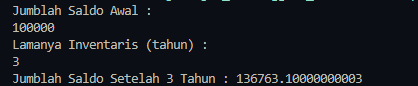 Jumblah Saldo Awal :
100000
Lamanya Inventaris (tahun) :
3
Jumblah Saldo Setelah 3 Tahun : 136763.10000000003